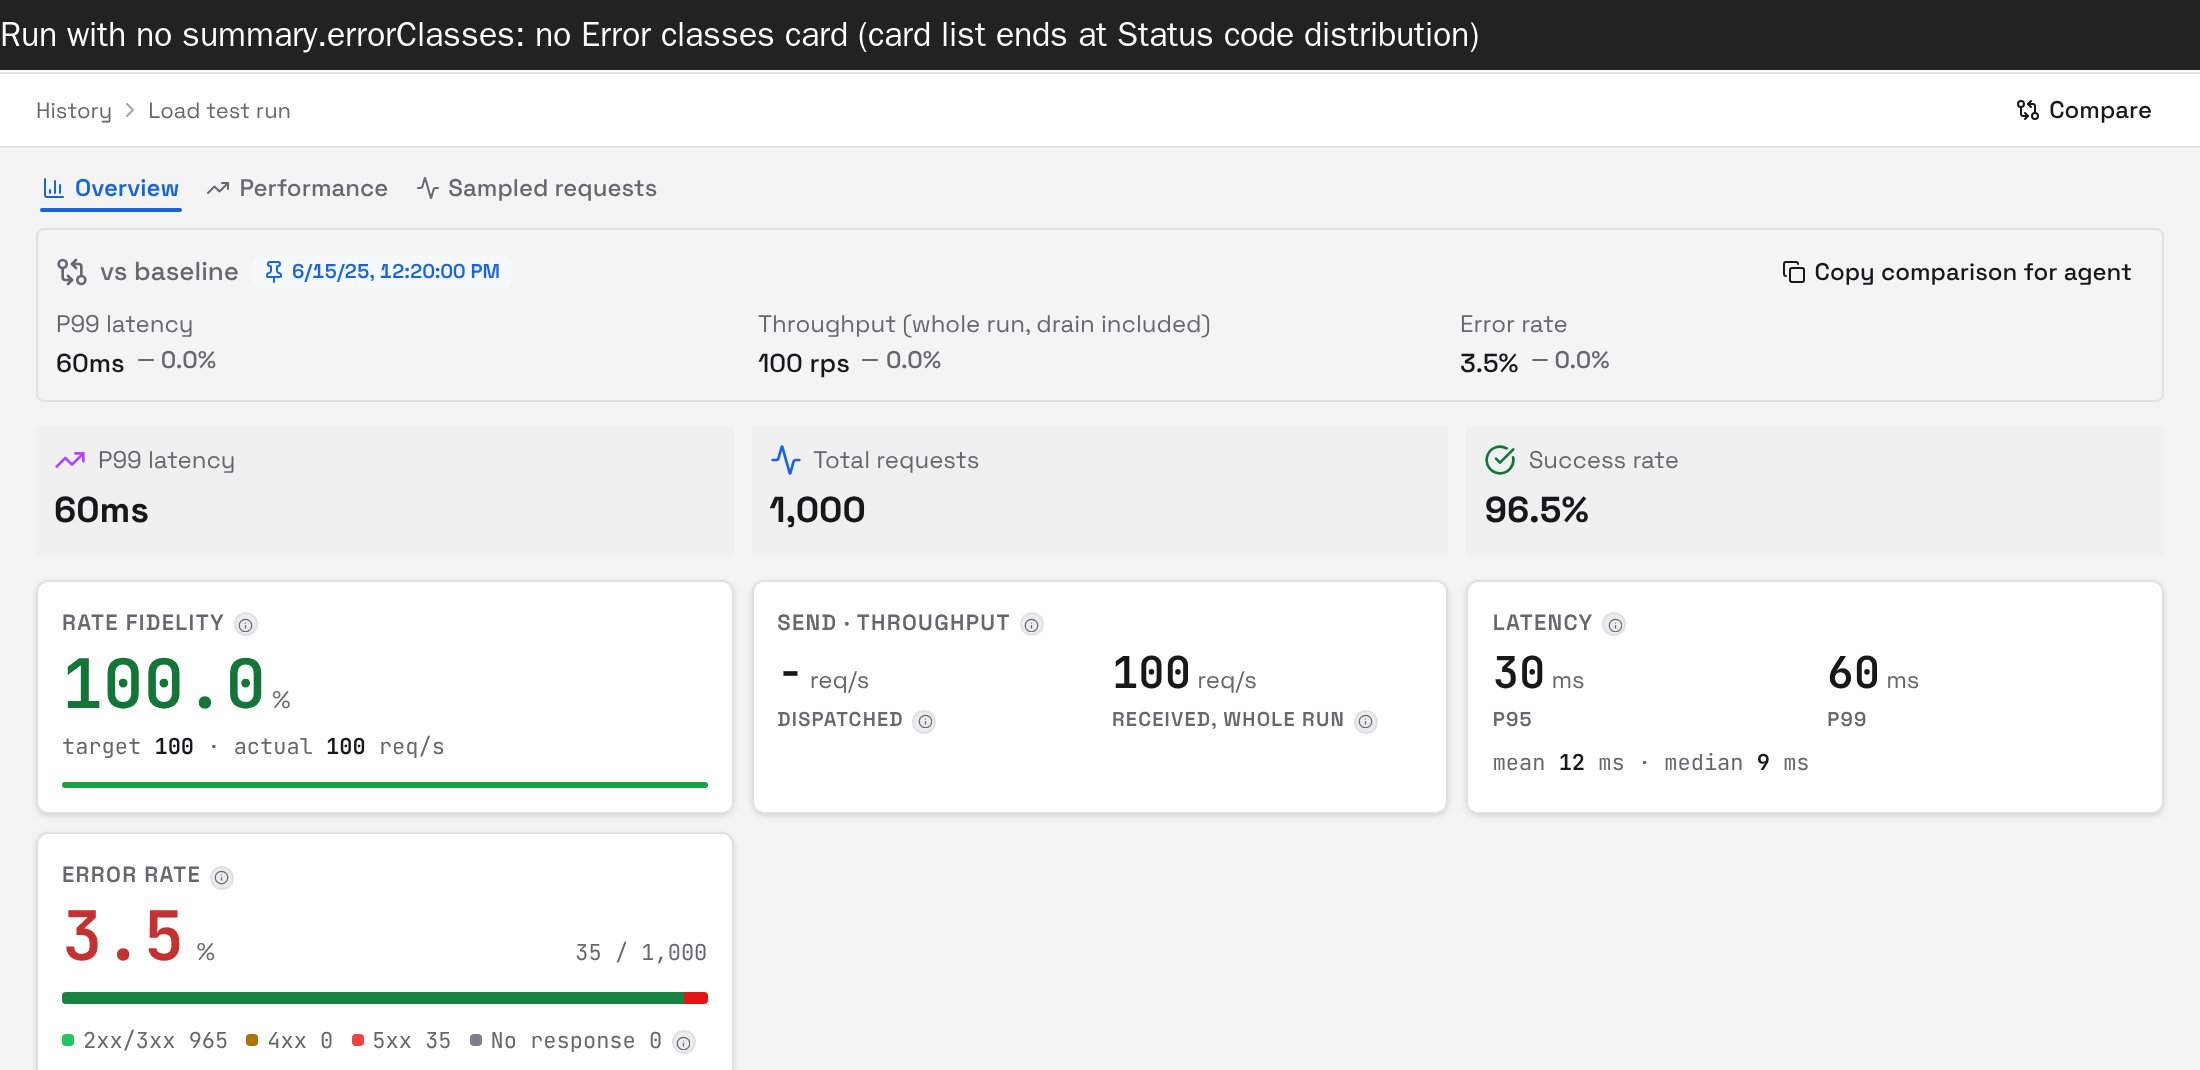 Run with no summary.errorClasses: no Error classes card (card list ends at Status code distribution)
History > Load test run
Compare
Overview
Performance
Sampled requests
vs baseline
6/15/25, 12:20:00 PM
Copy comparison for agent
P99 latency
60ms — 0.0%
Throughput (whole run, drain included)
100 rps — 0.0%
Error rate
3.5% — 0.0%
P99 latency
60ms
Total requests
1,000
Success rate
96.5%
RATE FIDELITY
100.0 %
target 100 · actual 100 req/s
SEND · THROUGHPUT
- req/s
DISPATCHED
100 req/s
RECEIVED, WHOLE RUN
LATENCY
30 ms
P95
60 ms
P99
mean 12 ms · median 9 ms
ERROR RATE
3.5 %
35 / 1,000
2xx/3xx 965 4xx 0 5xx 35 No response 0